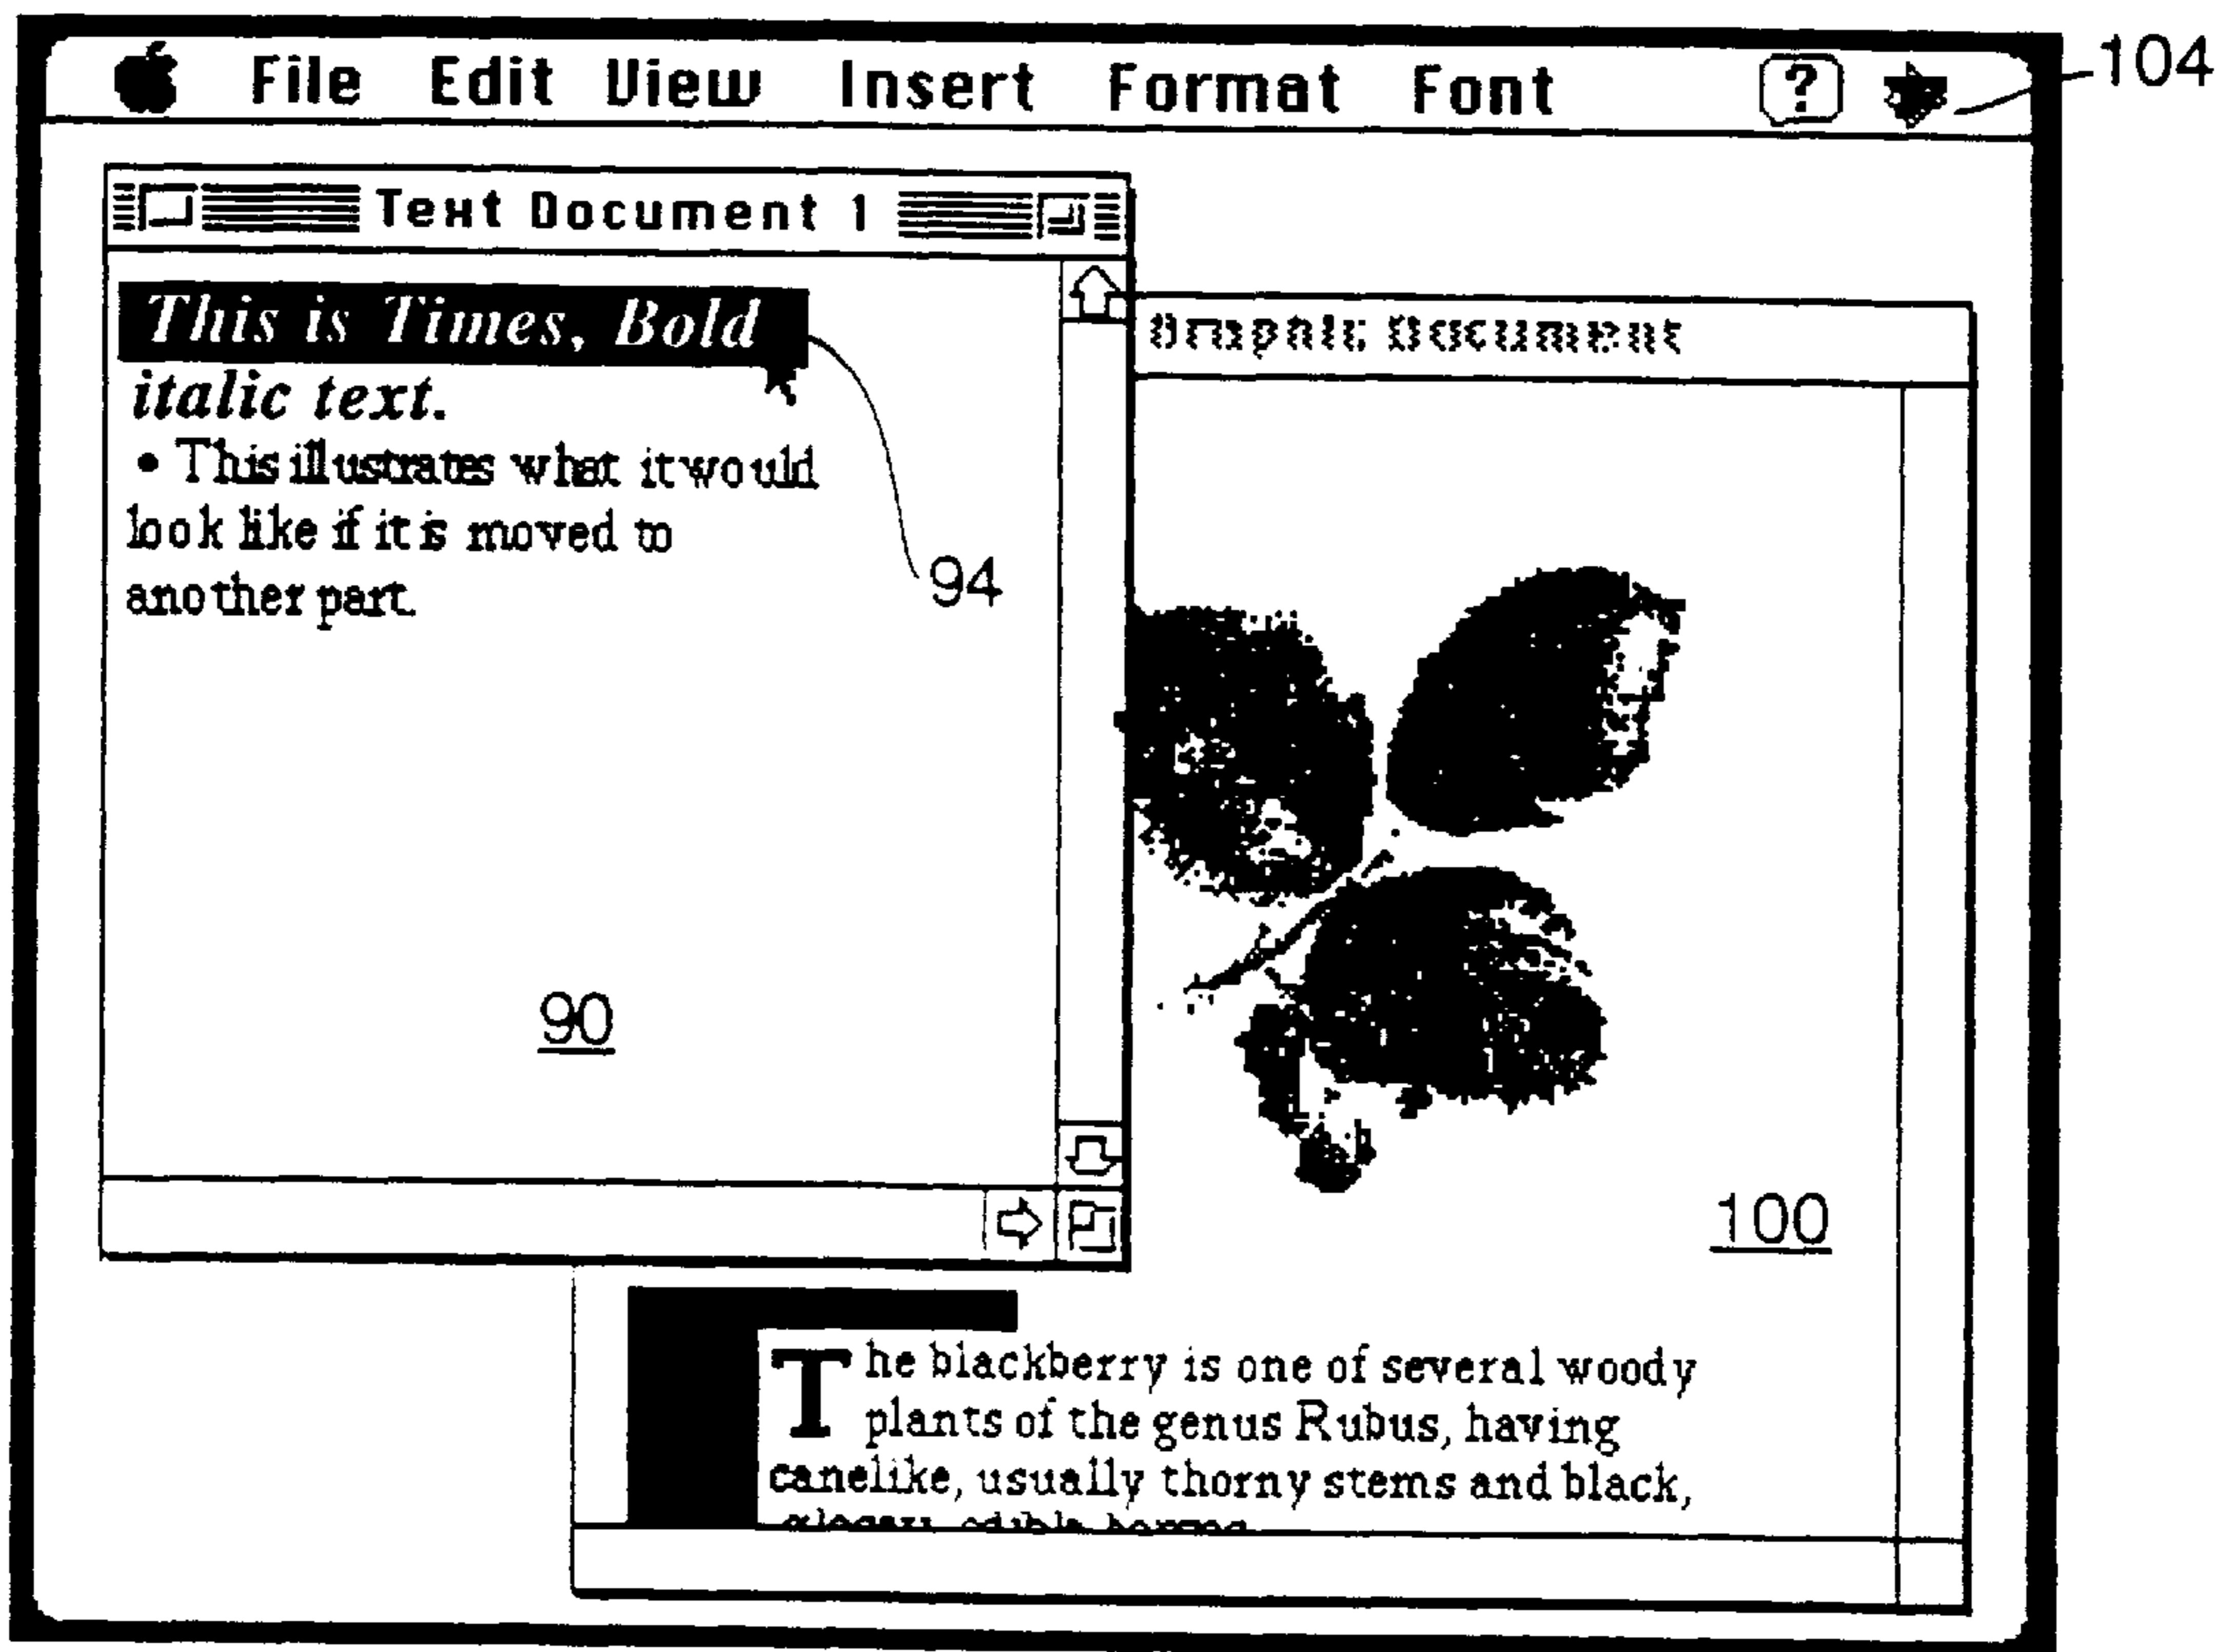 File Edit View Insert Format Font ?
104
Text Document 1
This is Times, Bold
italic text.
• This illustrates what it would
look like if it is moved to
another part.
94
90
Graphic Document
100
The blackberry is one of several woody
plants of the genus Rubus, having
canelike, usually thorny stems and black,